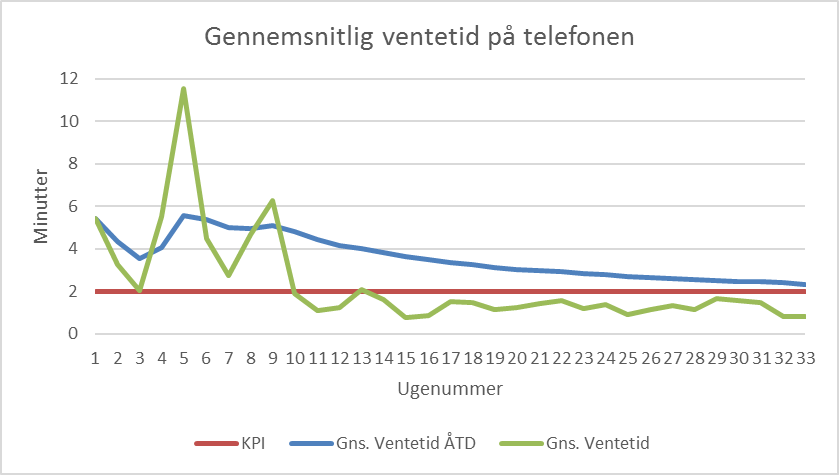 Gennemsnitlig ventetid på telefonen
Minutter
12
10
8
6
4
2
0
1 2 3 4 5 6 7 8 9 10 11 12 13 14 15 16 17 18 19 20 21 22 23 24 25 26 27 28 29 30 31 32 33
Ugenummer
KPI Gns. Ventetid ÅTD Gns. Ventetid